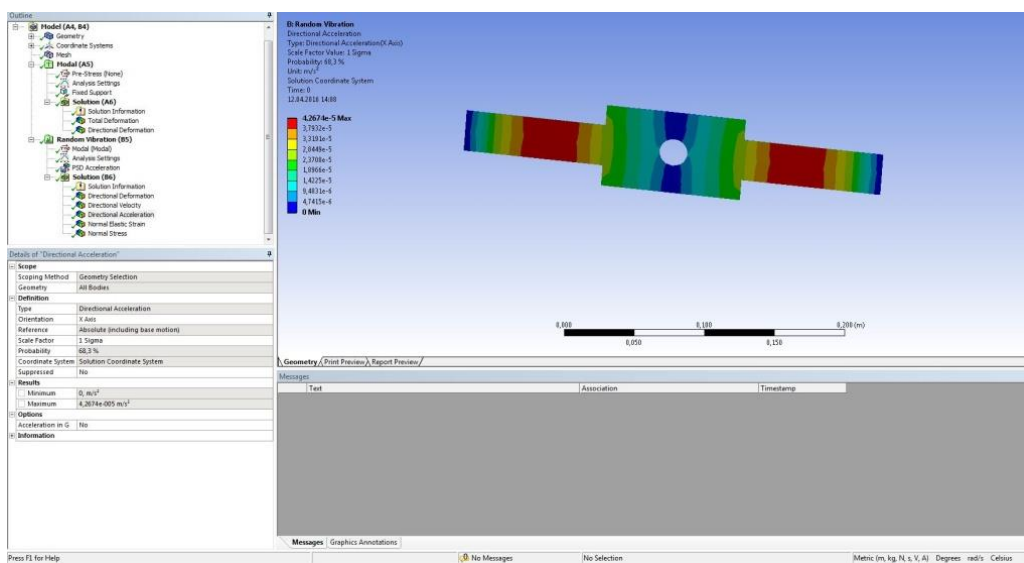 Outline
Model (A4, B4)
Geometry
Coordinate Systems
Mesh
Modal (A5)
Pre-Stress (None)
Analysis Settings
Fixed Support
Solution (A6)
Solution Information
Total Deformation
Directional Deformation
Random Vibration (B5)
Modal (Modal)
Analysis Settings
PSD Acceleration
Solution (B6)
Solution Information
Directional Deformation
Directional Velocity
Directional Acceleration
Normal Elastic Strain
Normal Stress
Details of "Directional Acceleration"
Scope
Scoping Method Geometry Selection
Geometry All Bodies
Definition
Type Directional Acceleration
Orientation X Axis
Reference Absolute (including base motion)
Scale Factor 1 Sigma
Probability 68,3 %
Coordinate System Solution Coordinate System
Suppressed No
Results
Minimum 0, m/s²
Maximum 4,2674e-005 m/s²
Options
Acceleration in G No
Information
B: Random Vibration
Directional Acceleration
Type: Directional Acceleration(X Axis)
Scale Factor Value: 1 Sigma
Probability: 68,3 %
Unit: m/s²
Solution Coordinate System
Time: 0
12.04.2016 14:08
4,2674e-5 Max
3,7932e-5
3,3191e-5
2,8449e-5
2,3708e-5
1,8966e-5
1,4225e-5
9,4831e-6
4,7415e-6
0 Min
0,000 0,100 0,200 (m)
0,050 0,150
Geometry Print Preview Report Preview
Messages
Text Association Timestamp
Messages Graphics Annotations
Press F1 for Help No Messages No Selection Metric (m, kg, N, s, V, A) Degrees rad/s Celsius